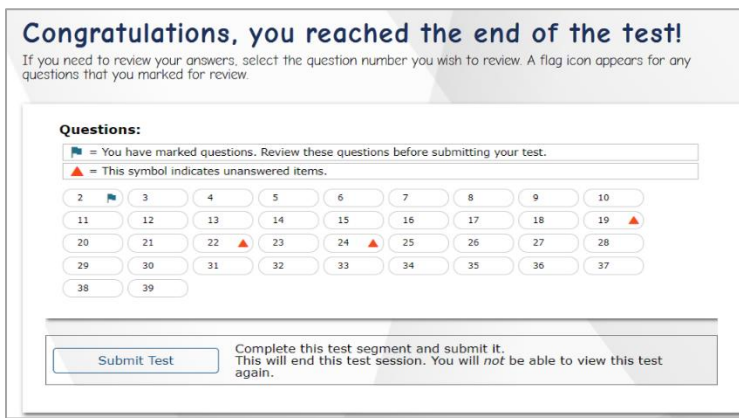 Congratulations, you reached the end of the test!
If you need to review your answers, select the question number you wish to review. A flag icon appears for any
questions that you marked for review.
Questions:
= You have marked questions. Review these questions before submitting your test.
= This symbol indicates unanswered items.
2 3 4 5 6 7 8 9 10
11 12 13 14 15 16 17 18 19
20 21 22 23 24 25 26 27 28
29 30 31 32 33 34 35 36 37
38 39
Submit Test
Complete this test segment and submit it.
This will end this test session. You will not be able to view this test
again.